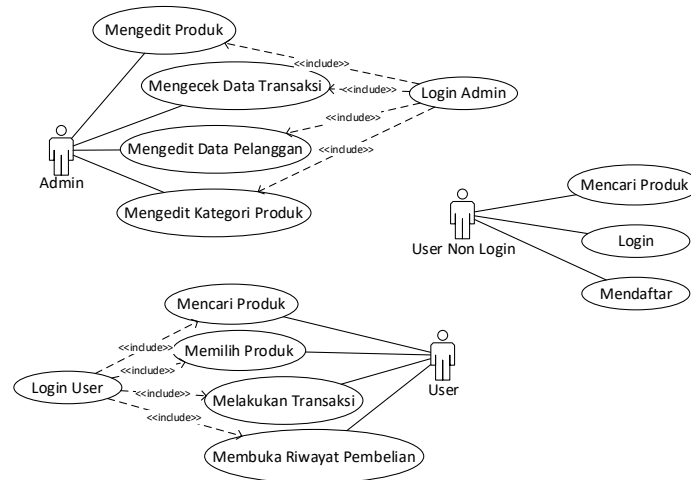 Mengedit Produk
<<include>>
Mengecek Data Transaksi
<<include>>
Login Admin
<<include>>
Mengedit Data Pelanggan
<<include>>
Admin
Mengedit Kategori Produk
Mencari Produk
User Non Login
Login
Mendaftar
Mencari Produk
<<include>>
Memilih Produk
<<include>>
Login User
User
<<include>>
Melakukan Transaksi
<<include>>
Membuka Riwayat Pembelian